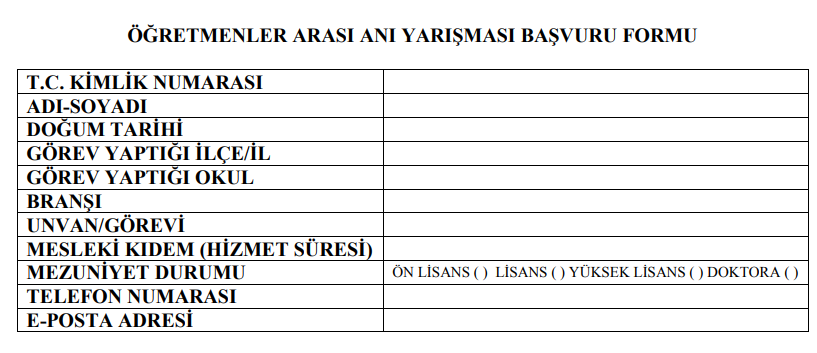 ÖĞRETMENLER ARASI ANI YARIŞMASI BAŞVURU FORMU
T.C. KİMLİK NUMARASI
ADI-SOYADI
DOĞUM TARİHİ
GÖREV YAPTIĞI İLÇE/İL
GÖREV YAPTIĞI OKUL
BRANŞI
UNVAN/GÖREVİ
MESLEKİ KIDEM (HİZMET SÜRESİ)
MEZUNİYET DURUMU ÖN LİSANS ( ) LİSANS ( ) YÜKSEK LİSANS ( ) DOKTORA ( )
TELEFON NUMARASI
E-POSTA ADRESİ